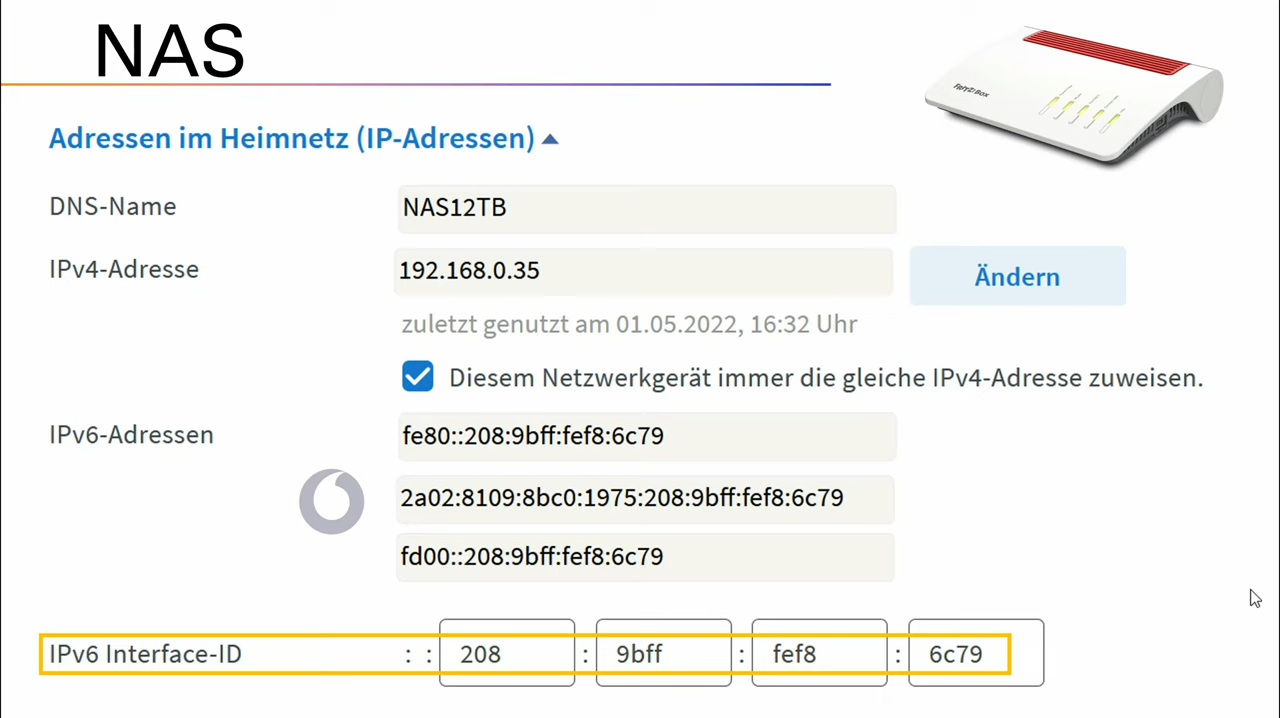 NAS
FRITZ!Box
Adressen im Heimnetz (IP-Adressen)
DNS-Name NAS12TB
IPv4-Adresse 192.168.0.35 Ändern
zuletzt genutzt am 01.05.2022, 16:32 Uhr
Diesem Netzwerkgerät immer die gleiche IPv4-Adresse zuweisen.
IPv6-Adressen fe80::208:9bff:fef8:6c79
2a02:8109:8bc0:1975:208:9bff:fef8:6c79
fd00::208:9bff:fef8:6c79
IPv6 Interface-ID : : 208 : 9bff : fef8 : 6c79